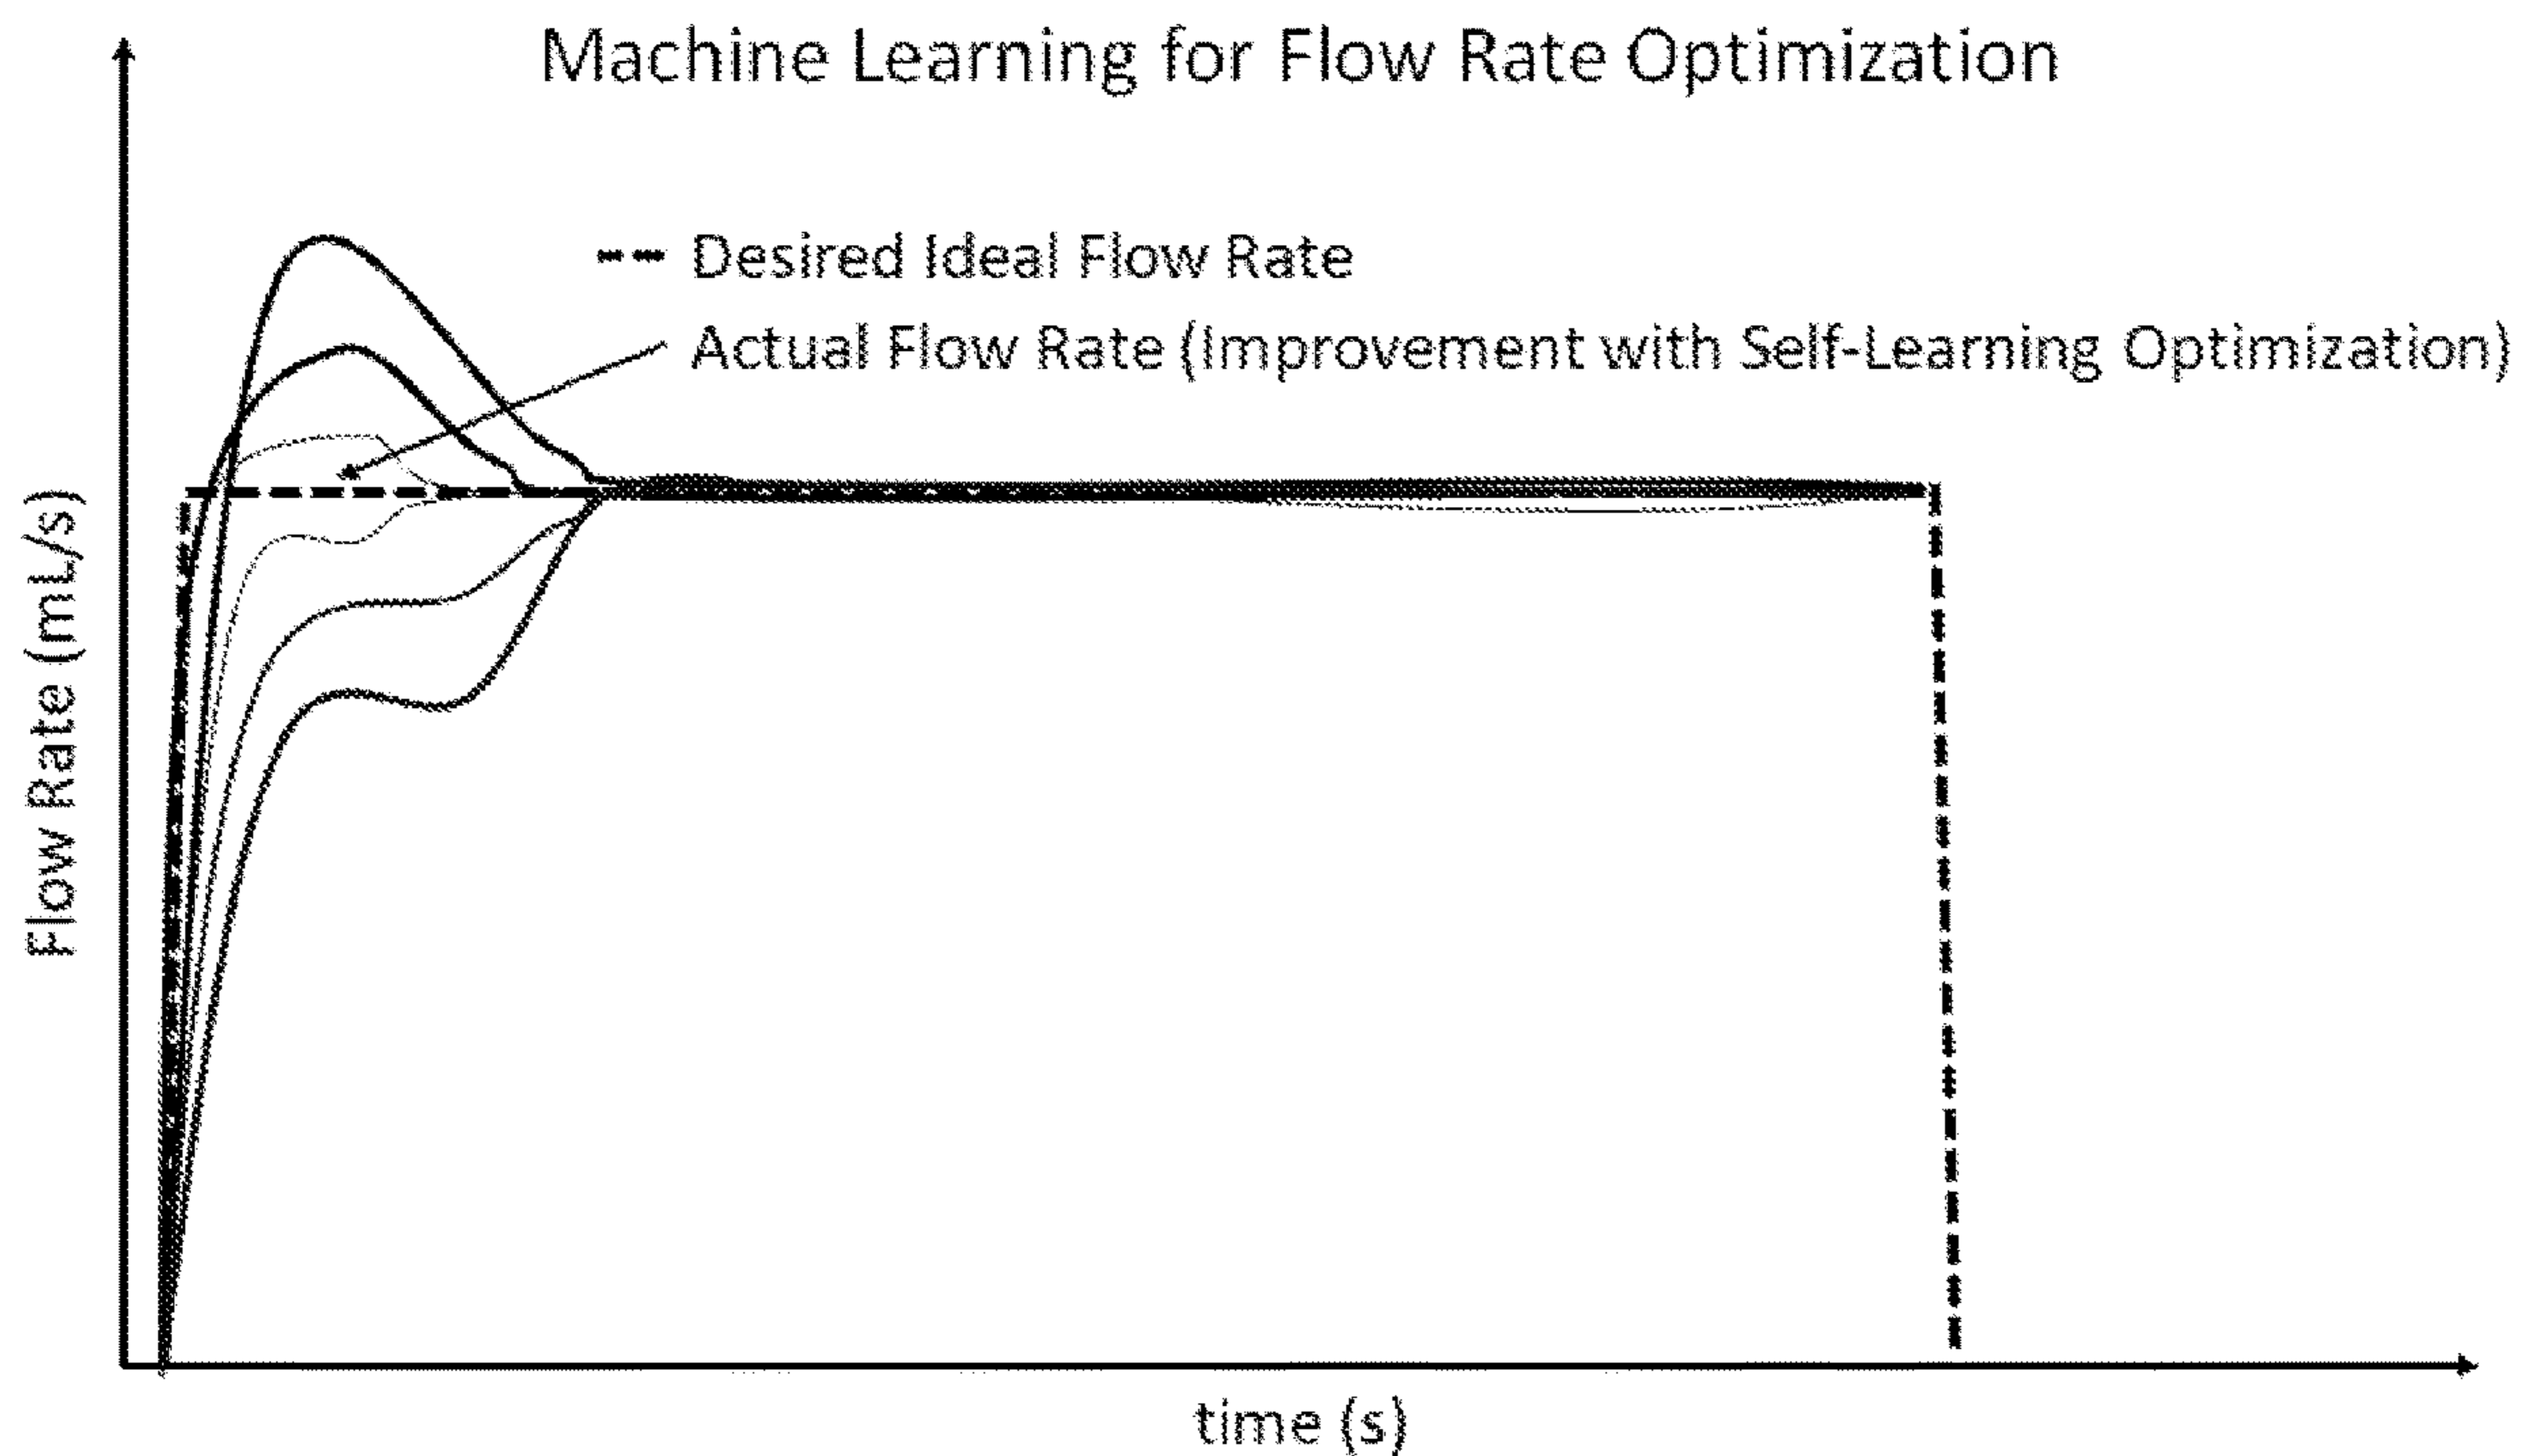 Machine Learning for Flow Rate Optimization
Desired Ideal Flow Rate
Actual Flow Rate (Improvement with Self-Learning Optimization)
Flow Rate (mL/s)
time (s)